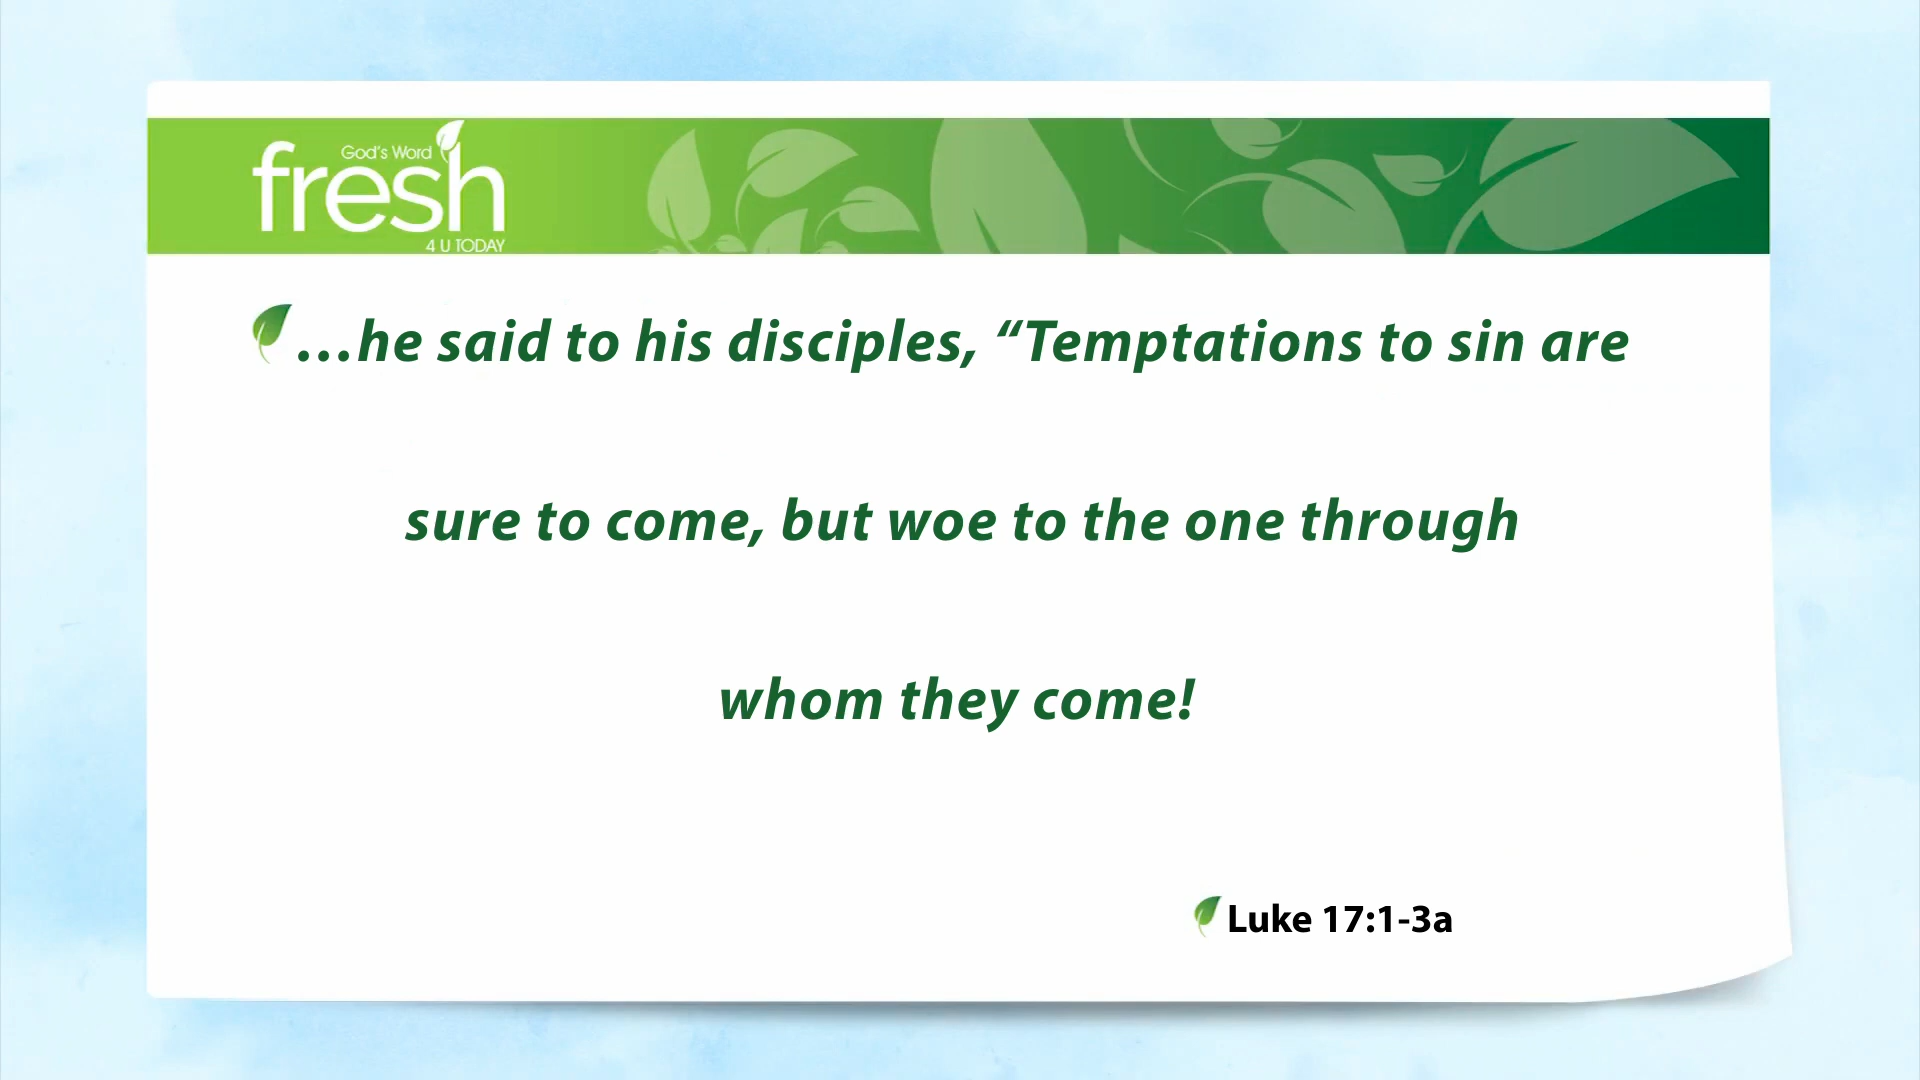 God's Word
fresh
4 U TODAY
…he said to his disciples, “Temptations to sin are
sure to come, but woe to the one through
whom they come!
Luke 17:1-3a